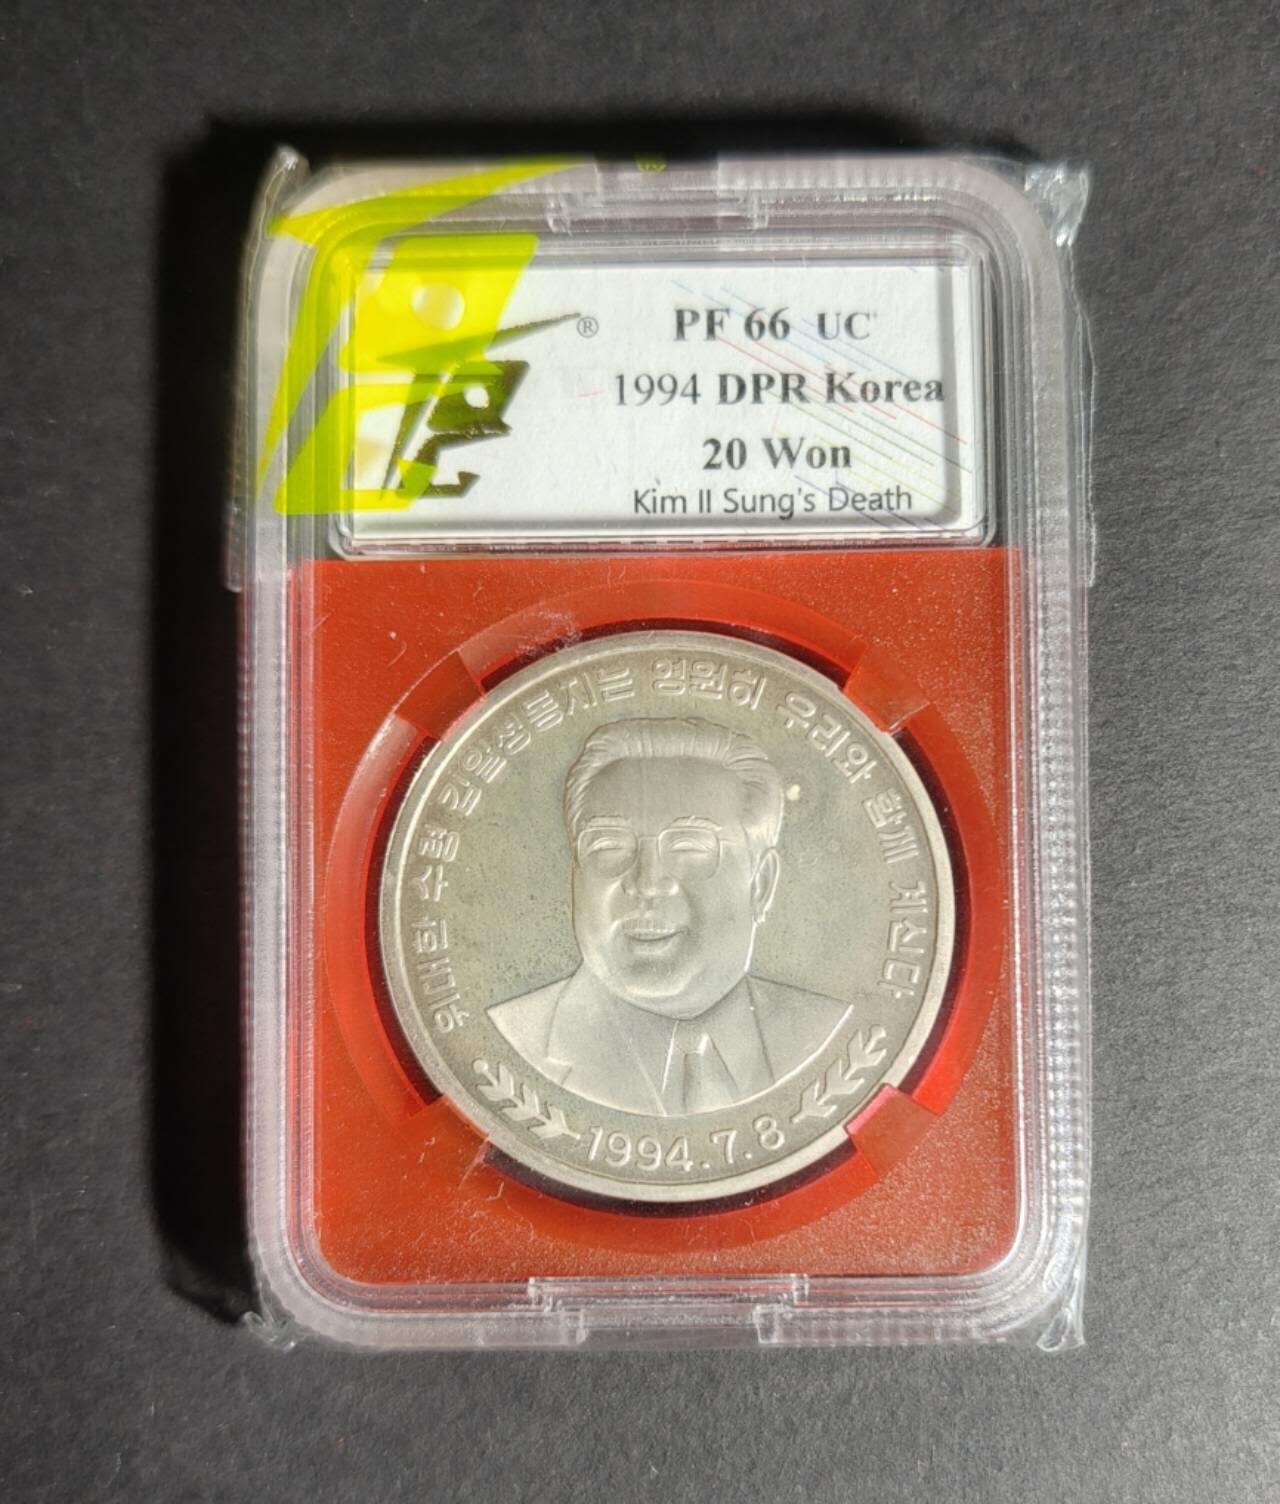 ®
PF 66 UC
1994 DPR Korea
20 Won
Kim Il Sung's Death
위대한 수령 김일성동지는 영원히 우리와 함께 계신다
1994.7.8